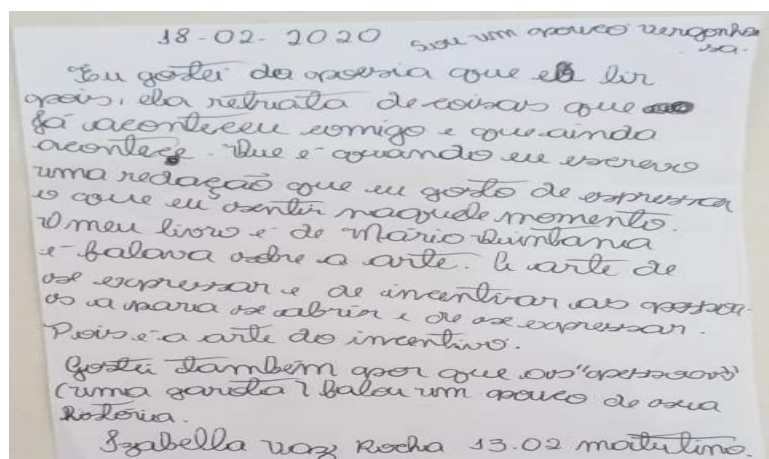 18-02-2020 Sou um pouco vergonho
sa.
Eu gostei da poesia que eu lir
pois, ela retrata de coisas que
já aconteceu comigo e que ainda
acontece. Que é quando eu escrevo
uma redação que eu gosto de espressar
o que eu sentir naquele momento.
O meu livro é de Mário Quintana
e falava sobre a arte. A arte de
se expressar e de incentivar as pessoa-
os a para se abrir e de se expressar.
Pois é a arte do incentivo.
Gostei também por que as "pessoas"
(uma garota) falou um pouco de sua
história.
Izabella vaz Rocha 13.02 matutino.